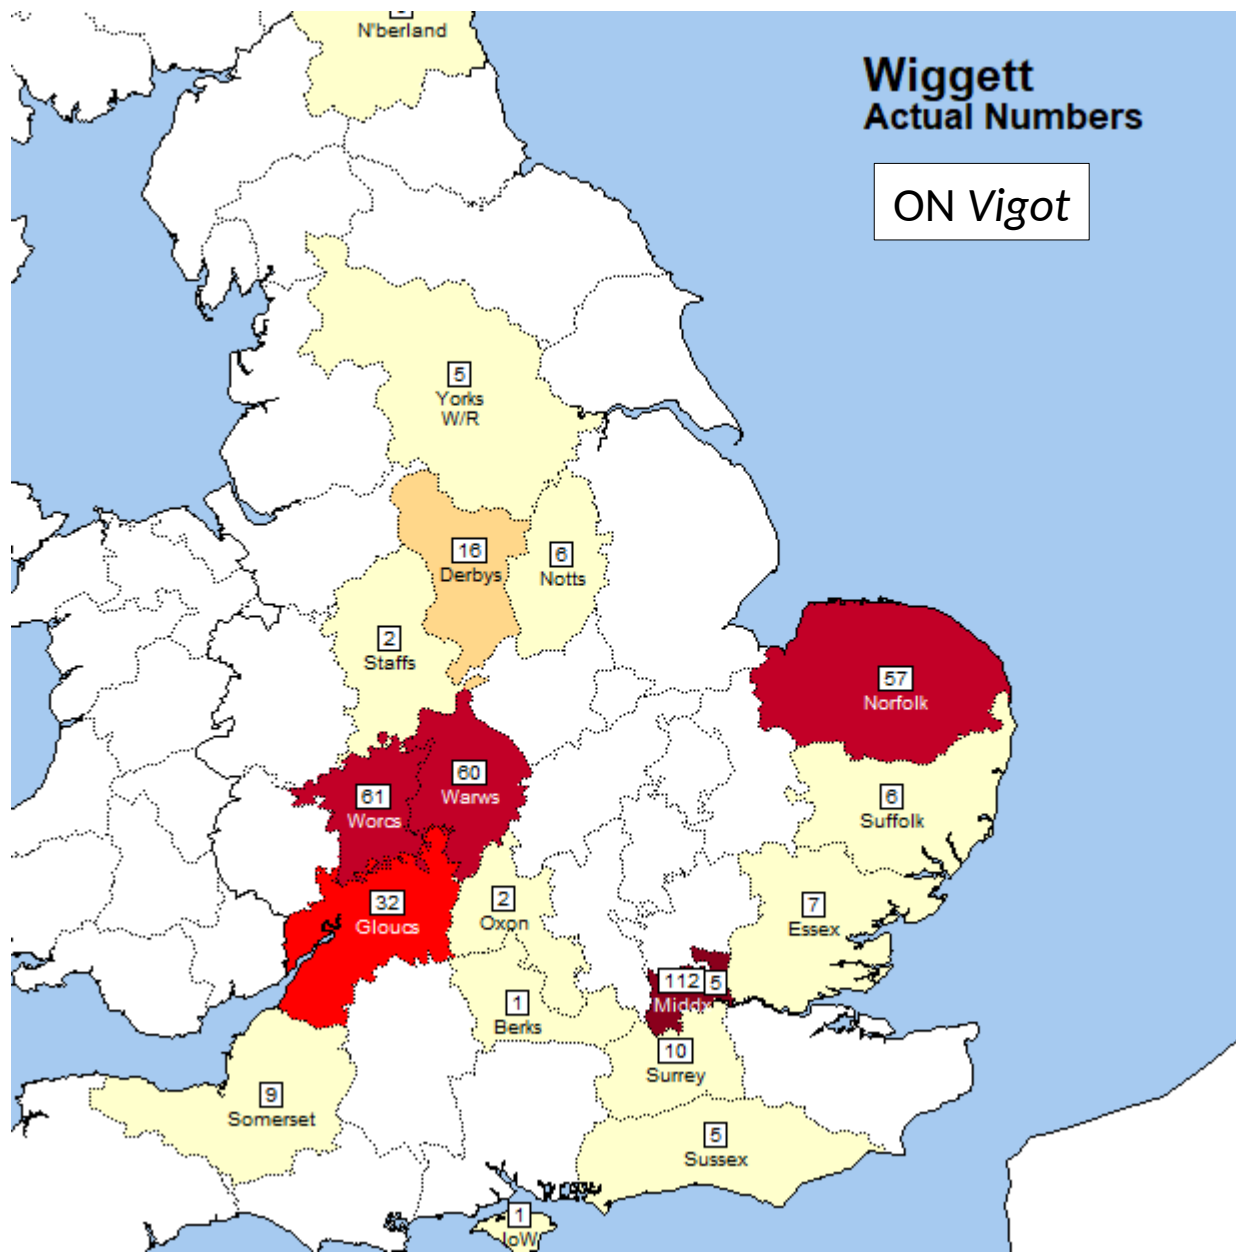 N'berland
Wiggett
Actual Numbers
ON Vigot
5
Yorks
W/R
16
Derbys
6
Notts
2
Staffs
57
Norfolk
60
Warws
61
Worcs
6
Suffolk
32
Gloucs
2
Oxon
7
Essex
112
5
Middx
1
Berks
10
Surrey
9
Somerset
5
Sussex
1
IoW